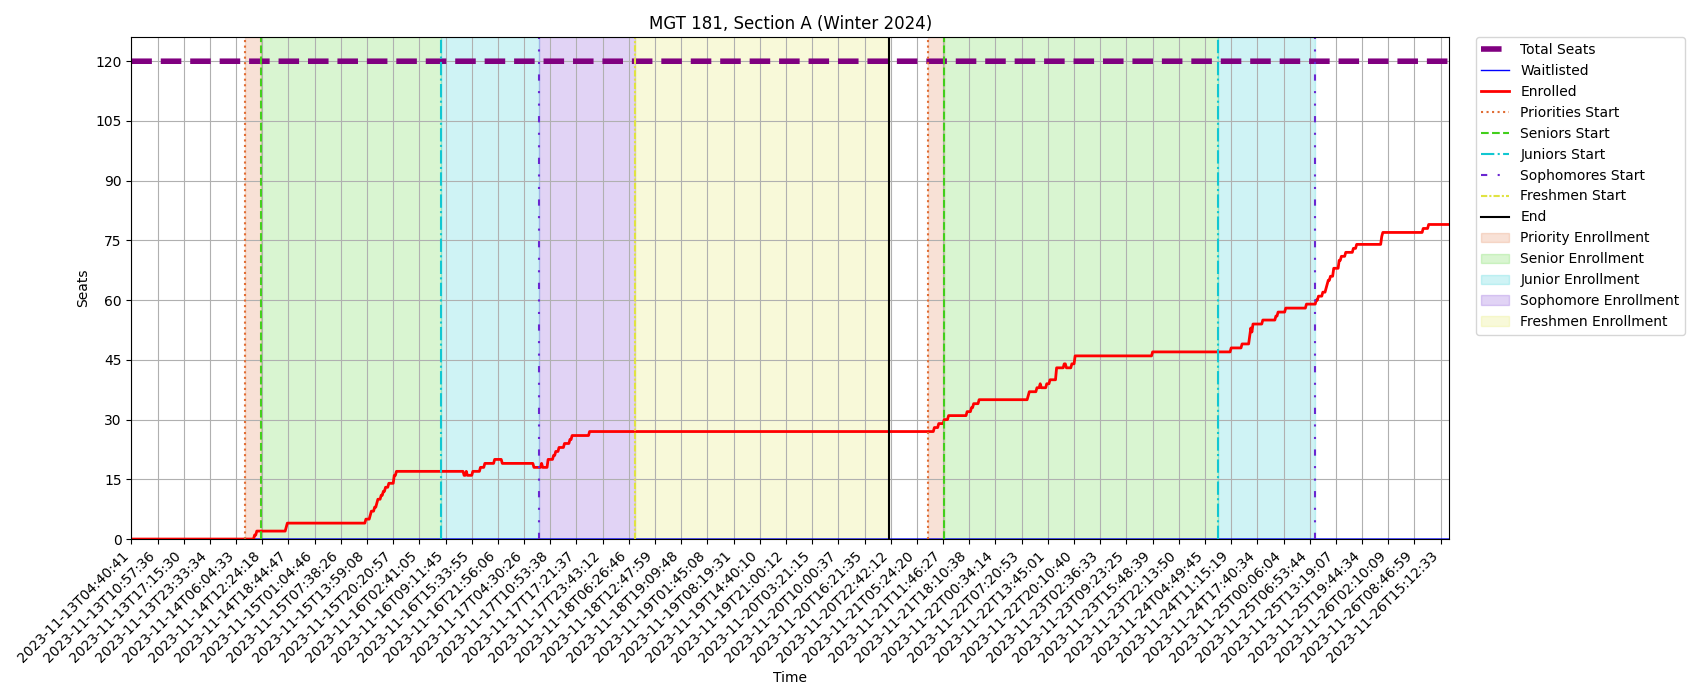 MGT 181, Section A (Winter 2024)
120
105
90
75
60
45
30
15
0
Seats
2023-11-13T04:40:41
2023-11-13T10:57:36
2023-11-13T17:15:30
2023-11-13T23:33:34
2023-11-14T06:04:33
2023-11-14T12:24:18
2023-11-14T18:44:47
2023-11-15T01:04:46
2023-11-15T07:38:26
2023-11-15T13:59:08
2023-11-15T20:20:57
2023-11-16T02:41:05
2023-11-16T09:11:45
2023-11-16T15:33:55
2023-11-16T21:56:06
2023-11-17T04:30:26
2023-11-17T10:53:38
2023-11-17T17:21:37
2023-11-17T23:43:12
2023-11-18T06:26:46
2023-11-18T12:47:59
2023-11-18T19:09:48
2023-11-19T01:45:08
2023-11-19T08:19:31
2023-11-19T14:40:10
2023-11-19T21:00:12
2023-11-20T03:21:15
2023-11-20T10:00:37
2023-11-20T16:21:35
2023-11-20T22:42:12
2023-11-21T05:24:20
2023-11-21T11:46:27
2023-11-21T18:10:38
2023-11-22T00:34:14
2023-11-22T07:20:53
2023-11-22T13:45:01
2023-11-22T20:10:40
2023-11-23T02:36:33
2023-11-23T09:23:25
2023-11-23T15:48:39
2023-11-23T22:13:50
2023-11-24T04:49:45
2023-11-24T11:15:19
2023-11-24T17:40:34
2023-11-25T00:06:04
2023-11-25T06:53:44
2023-11-25T13:19:07
2023-11-25T19:44:34
2023-11-26T02:10:09
2023-11-26T08:46:59
2023-11-26T15:12:33
Time
Total Seats
Waitlisted
Enrolled
Priorities Start
Seniors Start
Juniors Start
Sophomores Start
Freshmen Start
End
Priority Enrollment
Senior Enrollment
Junior Enrollment
Sophomore Enrollment
Freshmen Enrollment